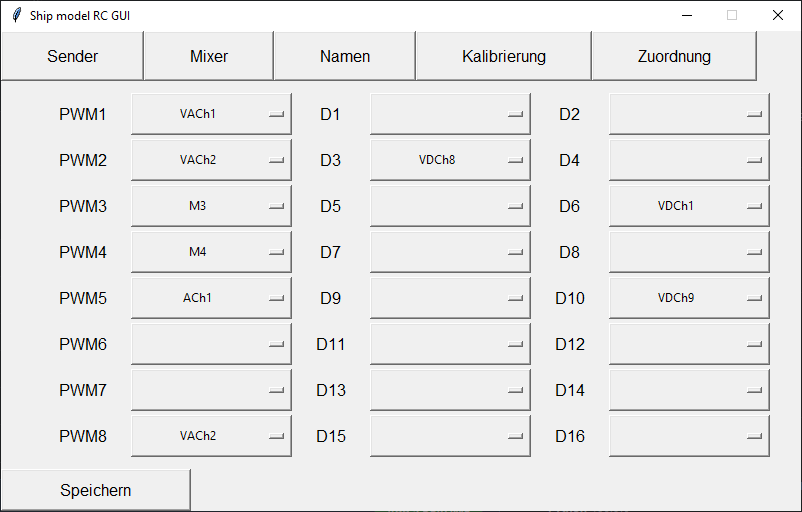 Ship model RC GUI
Sender Mixer Namen Kalibrierung Zuordnung
PWM1 VACh1 D1 D2
PWM2 VACh2 D3 VDCh8 D4
PWM3 M3 D5 D6 VDCh1
PWM4 M4 D7 D8
PWM5 ACh1 D9 D10 VDCh9
PWM6 D11 D12
PWM7 D13 D14
PWM8 VACh2 D15 D16
Speichern